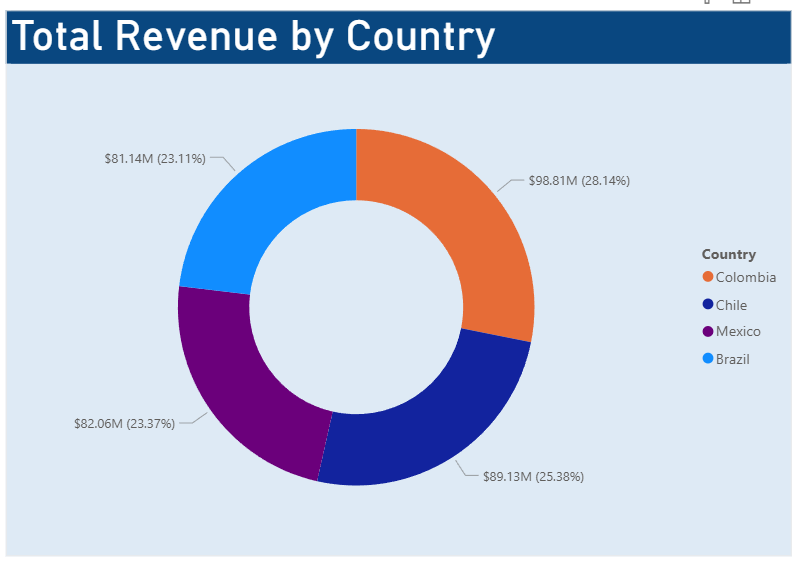 Total Revenue by Country
$81.14M (23.11%)
$98.81M (28.14%)
Country
Colombia
Chile
Mexico
Brazil
$82.06M (23.37%)
$89.13M (25.38%)